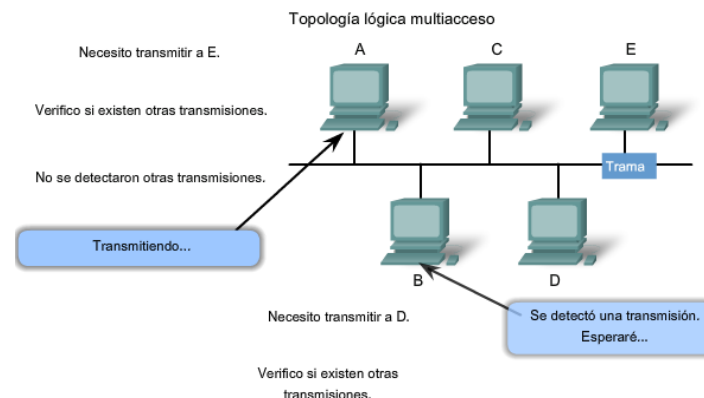 Topología lógica multiacceso
Necesito transmitir a E.
A
C
E
Verifico si existen otras transmisiones.
No se detectaron otras transmisiones.
Trama
Transmitiendo...
B
D
Necesito transmitir a D.
Se detectó una transmisión.
Esperaré...
Verifico si existen otras
transmisiones.